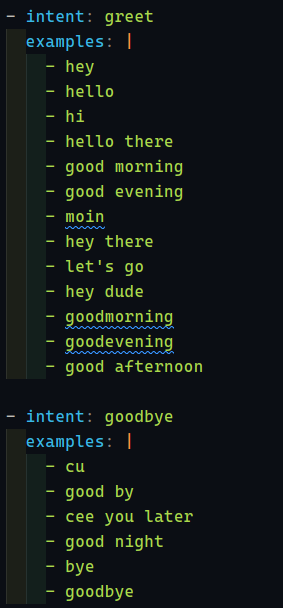 - intent: greet
  examples: |
    - hey
    - hello
    - hi
    - hello there
    - good morning
    - good evening
    - moin
    - hey there
    - let's go
    - hey dude
    - goodmorning
    - goodevening
    - good afternoon

- intent: goodbye
  examples: |
    - cu
    - good by
    - cee you later
    - good night
    - bye
    - goodbye